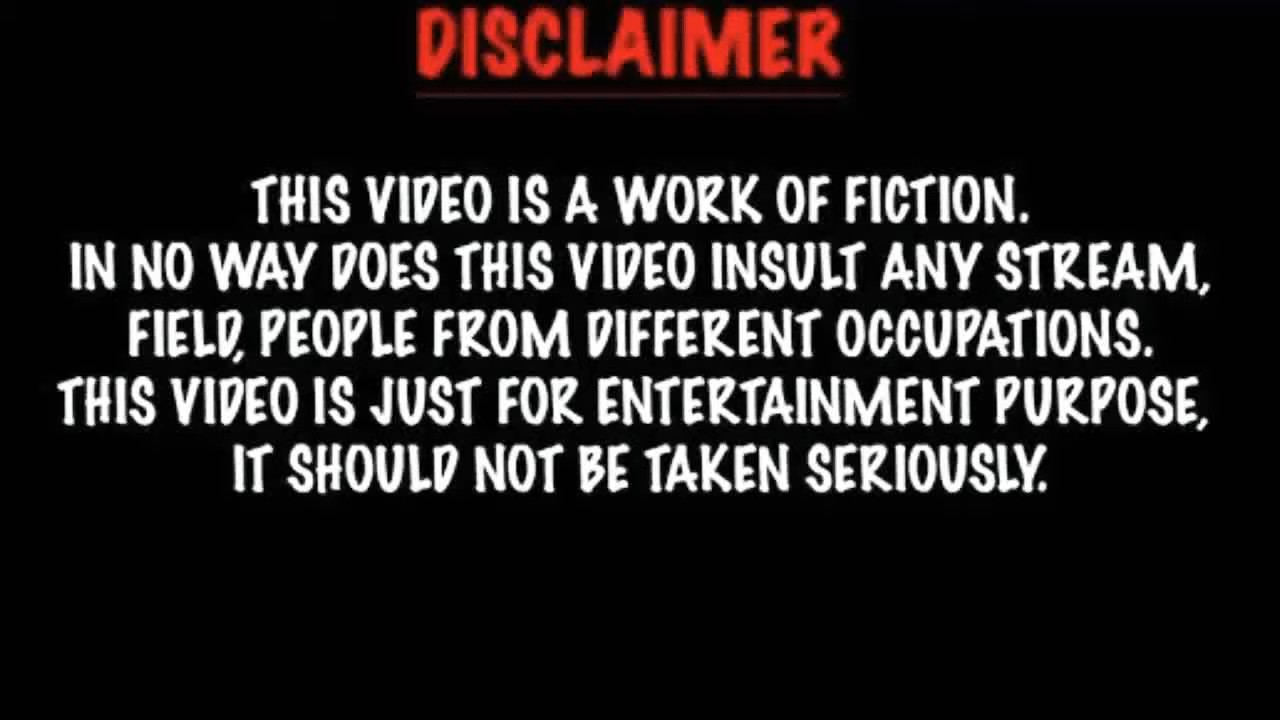 DISCLAIMER
THIS VIDEO IS A WORK OF FICTION.
IN NO WAY DOES THIS VIDEO INSULT ANY STREAM,
FIELD, PEOPLE FROM DIFFERENT OCCUPATIONS.
THIS VIDEO IS JUST FOR ENTERTAINMENT PURPOSE,
IT SHOULD NOT BE TAKEN SERIOUSLY.